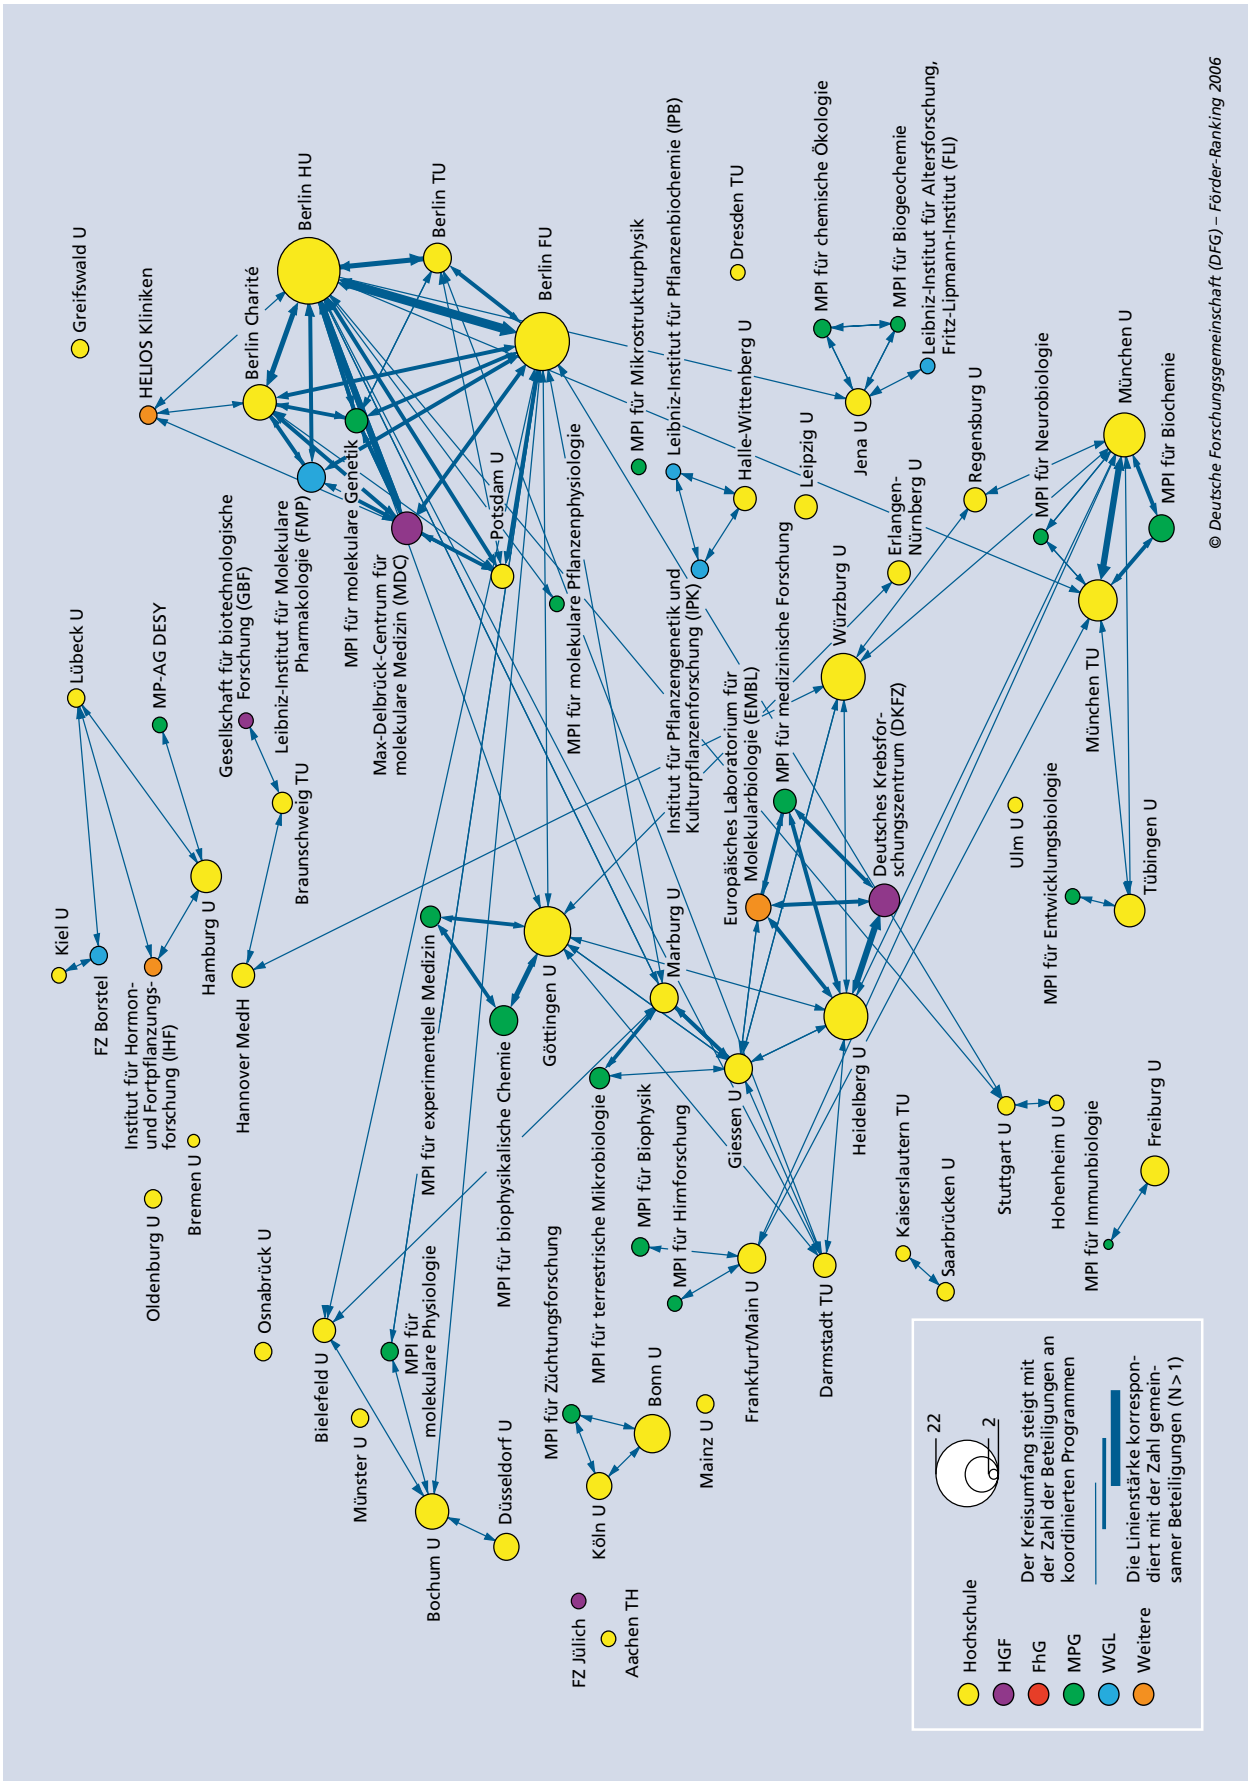 Greifswald U
HELIOS Kliniken
Berlin HU
Berlin Charité
Berlin TU
Berlin FU
Lübeck U
MP-AG DESY
Gesellschaft für biotechnologische
Forschung (GBF)
Leibniz-Institut für Molekulare
Pharmakologie (FMP)
MPI für molekulare Genetik
Max-Delbrück-Centrum für
molekulare Medizin (MDC)
Potsdam U
MPI für molekulare Pflanzenphysiologie
MPI für Mikrostrukturphysik
Leibniz-Institut für Pflanzenbiochemie (IPB)
Halle-Wittenberg U
Institut für Pflanzengenetik und
Kulturpflanzenforschung (IPK)
Dresden TU
Leipzig U
MPI für chemische Ökologie
MPI für Biogeochemie
Leibniz-Institut für Altersforschung,
Fritz-Lipmann-Institut (FLI)
Jena U
Kiel U
FZ Borstel
Institut für Hormon-
und Fortpflanzungs-
forschung (IHF)
Hamburg U
Hannover MedH
Braunschweig TU
Bremen U
Oldenburg U
Osnabrück U
MPI für experimentelle Medizin
MPI für biophysikalische Chemie
Göttingen U
Bielefeld U
Münster U
MPI für
molekulare Physiologie
Bochum U
Düsseldorf U
MPI für Züchtungsforschung
Köln U
Bonn U
FZ Jülich
Aachen TH
Marburg U
MPI für terrestrische Mikrobiologie
Giessen U
MPI für Biophysik
MPI für Hirnforschung
Frankfurt/Main U
Darmstadt TU
Mainz U
Europäisches Laboratorium für
Molekularbiologie (EMBL)
MPI für medizinische Forschung
Deutsches Krebsfor-
schungszentrum (DKFZ)
Heidelberg U
Würzburg U
Erlangen-
Nürnberg U
Regensburg U
MPI für Neurobiologie
München U
MPI für Biochemie
München TU
Ulm U
MPI für Entwicklungsbiologie
Tübingen U
Kaiserslautern TU
Saarbrücken U
Stuttgart U
Hohenheim U
MPI für Immunbiologie
Freiburg U
Hochschule
HGF
FhG
MPG
WGL
Weitere
22
2
Der Kreisumfang steigt mit
der Zahl der Beteiligungen an
koordinierten Programmen
Die Linienstärke korrespon-
diert mit der Zahl gemein-
samer Beteiligungen (N > 1)
© Deutsche Forschungsgemeinschaft (DFG) – Förder-Ranking 2006